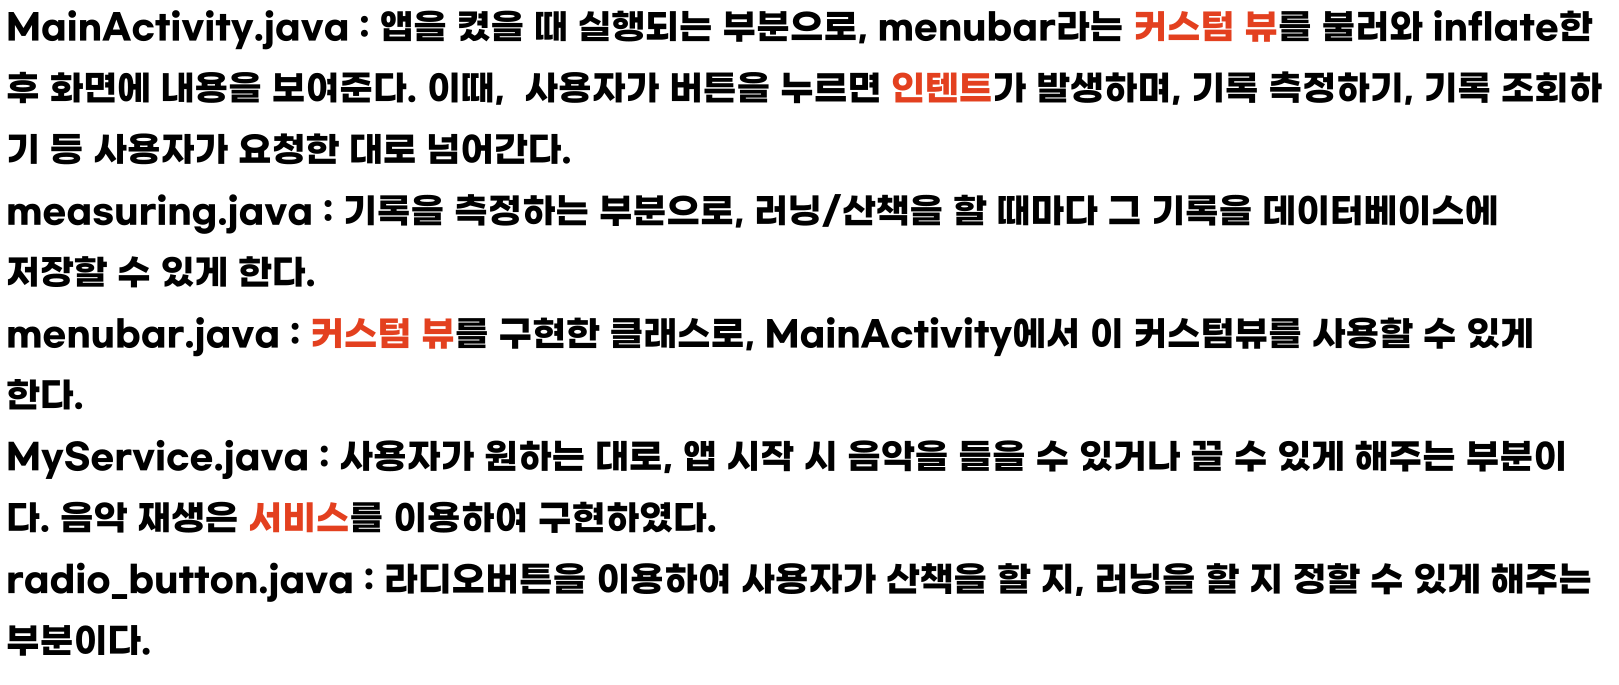 MainActivity.java : 앱을 켰을 때 실행되는 부분으로, menubar라는 커스텀 뷰를 불러와 inflate한
후 화면에 내용을 보여준다. 이때,  사용자가 버튼을 누르면 인텐트가 발생하며, 기록 측정하기, 기록 조회하
기 등 사용자가 요청한 대로 넘어간다.
measuring.java : 기록을 측정하는 부분으로, 러닝/산책을 할 때마다 그 기록을 데이터베이스에
저장할 수 있게 한다.
menubar.java : 커스텀 뷰를 구현한 클래스로, MainActivity에서 이 커스텀뷰를 사용할 수 있게
한다.
MyService.java : 사용자가 원하는 대로, 앱 시작 시 음악을 들을 수 있거나 끌 수 있게 해주는 부분이
다. 음악 재생은 서비스를 이용하여 구현하였다.
radio_button.java : 라디오버튼을 이용하여 사용자가 산책을 할 지, 러닝을 할 지 정할 수 있게 해주는
부분이다.